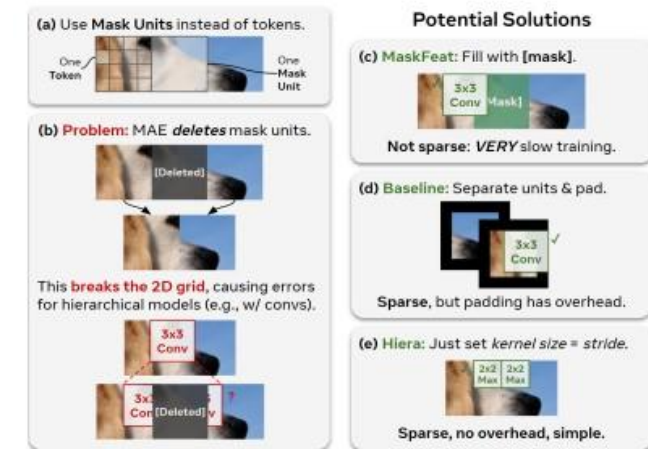 (a) Use Mask Units instead of tokens.
One
Token
One
Mask
Unit
(b) Problem: MAE deletes mask units.
[Deleted]
This breaks the 2D grid, causing errors
for hierarchical models (e.g., w/ convs).
3x3
Conv
[Deleted]
?
Potential Solutions
(c) MaskFeat: Fill with [mask].
3x3
Conv
Mask]
Not sparse: VERY slow training.
(d) Baseline: Separate units & pad.
3x3
Conv
✓
Sparse, but padding has overhead.
(e) Hiera: Just set kernel size = stride.
2x2 2x2
Max Max
Sparse, no overhead, simple.